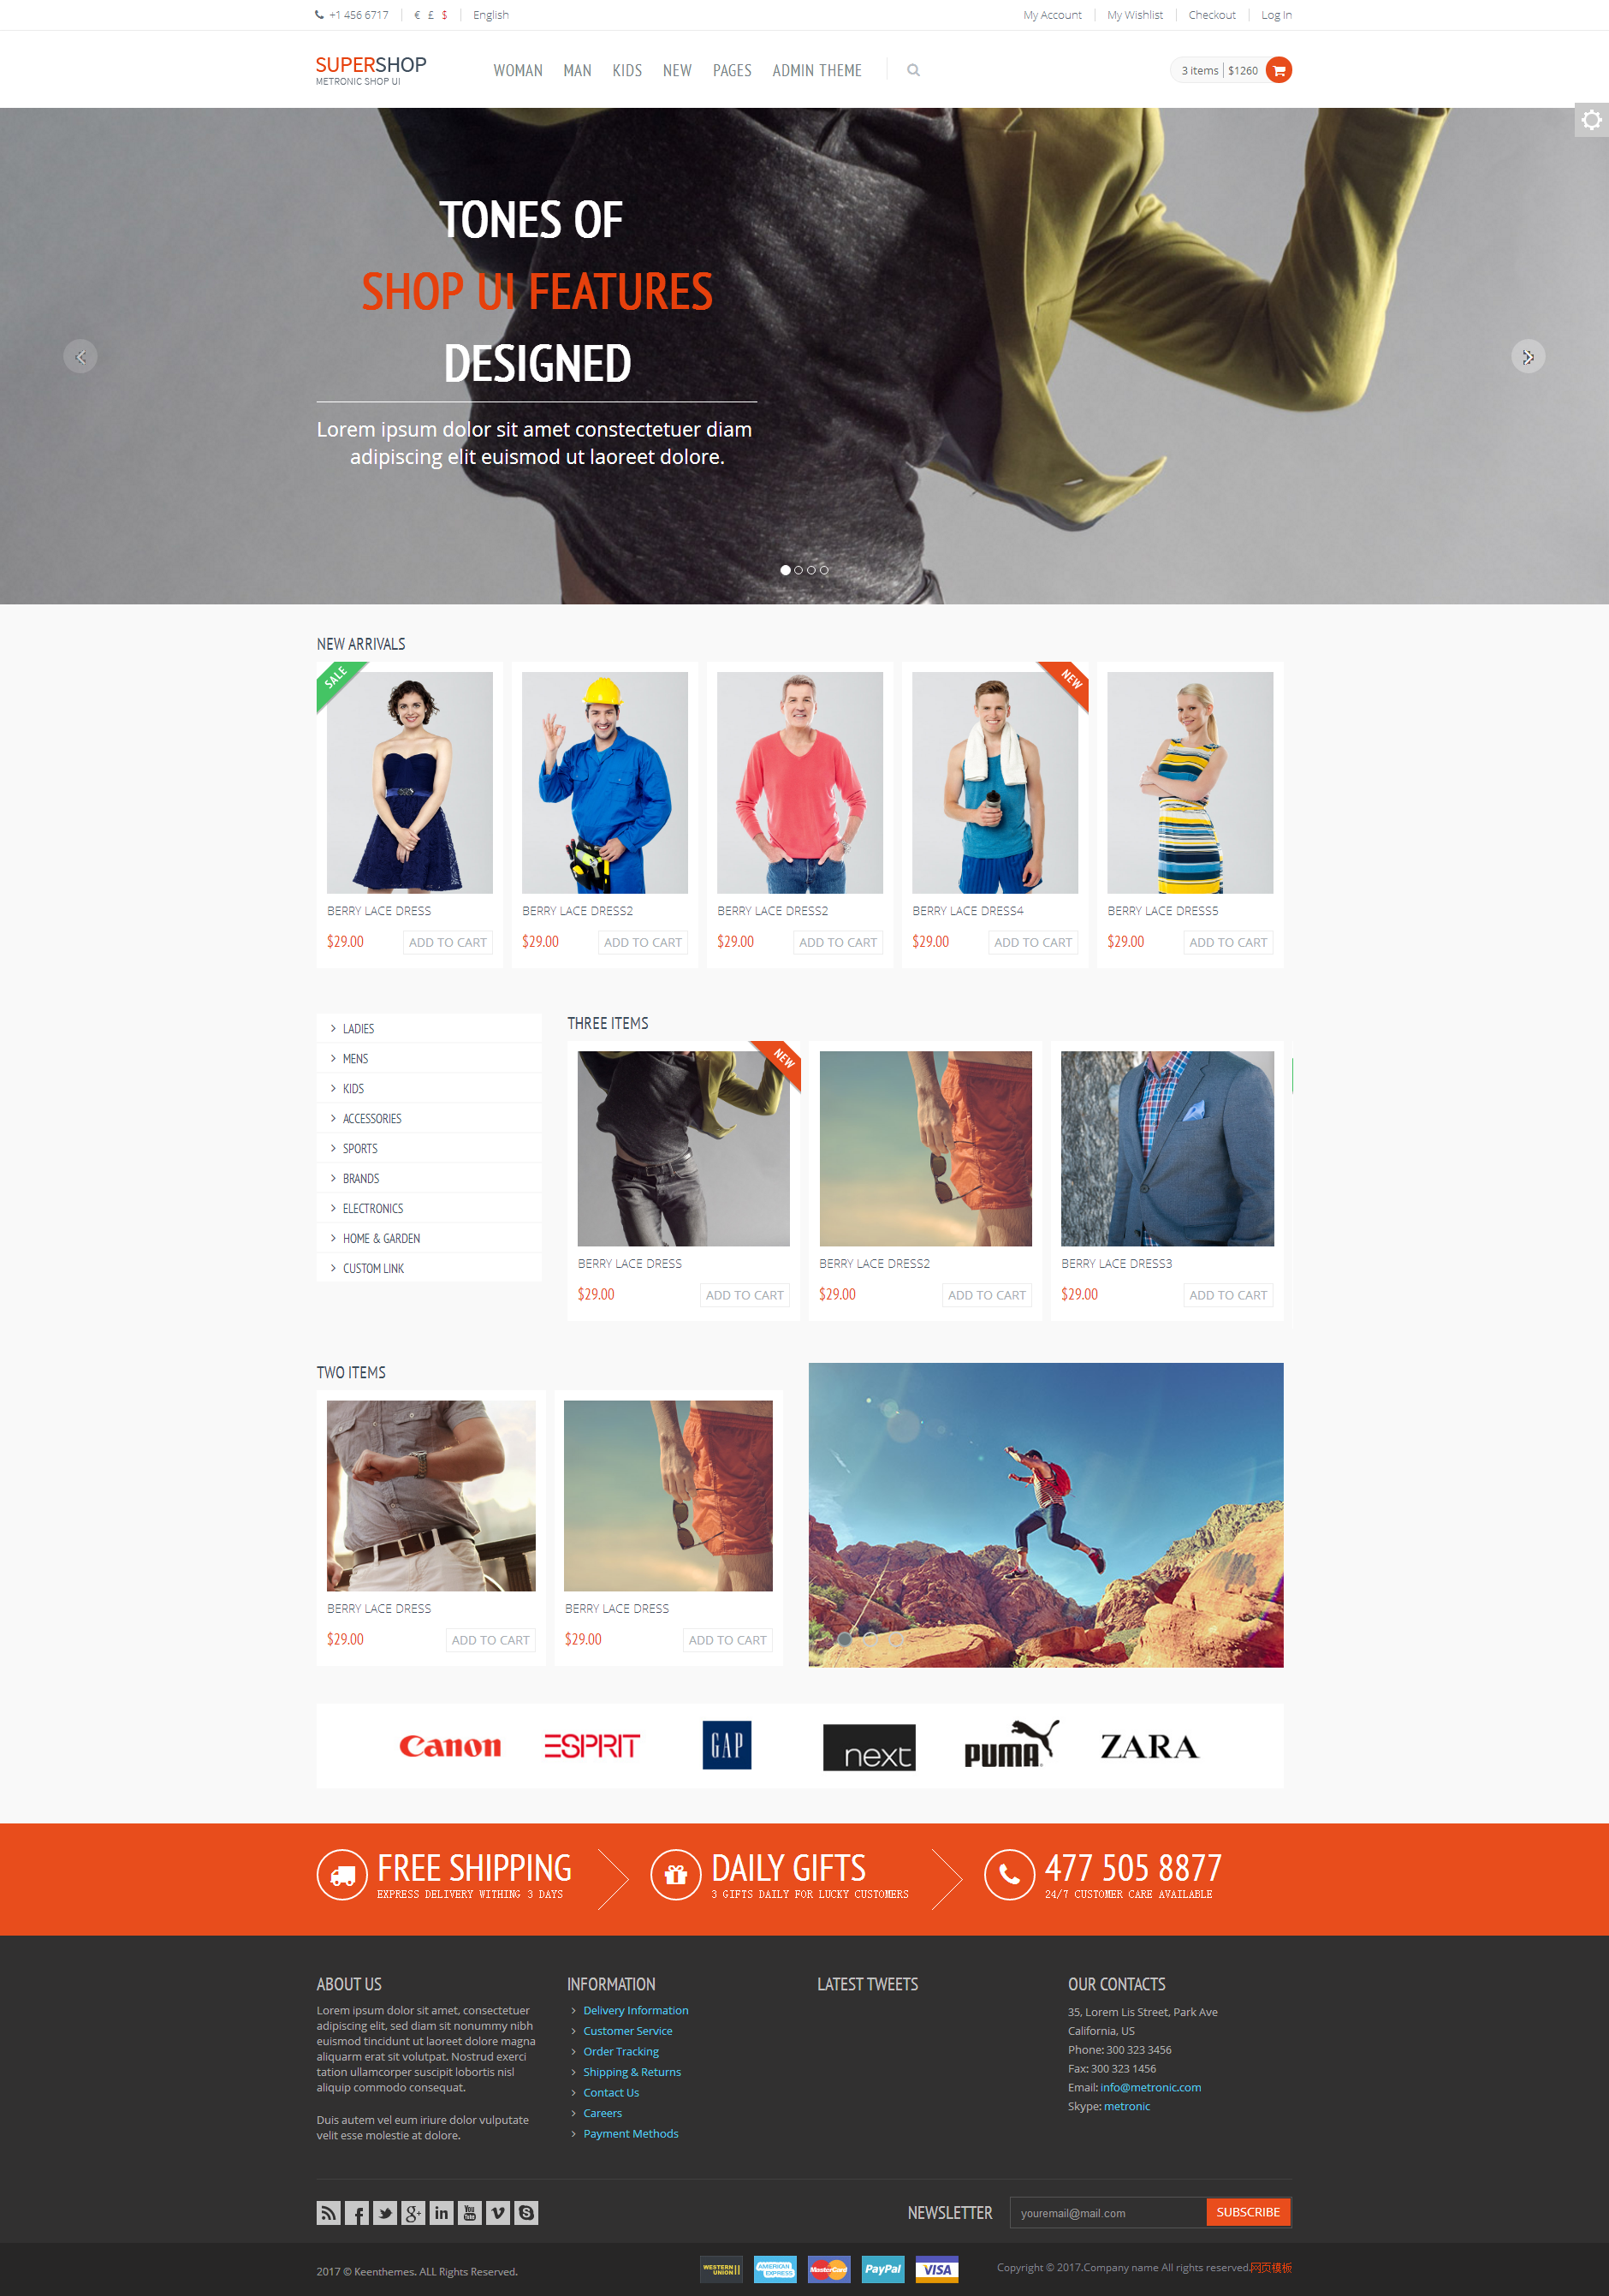 +1 456 6717
€ £ $
English
My Account
My Wishlist
Checkout
Log In
SUPERSHOP
METRONIC SHOP UI
WOMAN
MAN
KIDS
NEW
PAGES
ADMIN THEME
3 items
$1260
TONES OF
SHOP UI FEATURES
DESIGNED
Lorem ipsum dolor sit amet constectetuer diam
adipiscing elit euismod ut laoreet dolore.
NEW ARRIVALS
SALE
NEW
BERRY LACE DRESS
$29.00
ADD TO CART
BERRY LACE DRESS2
$29.00
ADD TO CART
BERRY LACE DRESS2
$29.00
ADD TO CART
BERRY LACE DRESS4
$29.00
ADD TO CART
BERRY LACE DRESS5
$29.00
ADD TO CART
LADIES
MENS
KIDS
ACCESSORIES
SPORTS
BRANDS
ELECTRONICS
HOME & GARDEN
CUSTOM LINK
THREE ITEMS
NEW
BERRY LACE DRESS
$29.00
ADD TO CART
BERRY LACE DRESS2
$29.00
ADD TO CART
BERRY LACE DRESS3
$29.00
ADD TO CART
TWO ITEMS
BERRY LACE DRESS
$29.00
ADD TO CART
BERRY LACE DRESS
$29.00
ADD TO CART
Canon
ESPRIT
GAP
next
PUMA
ZARA
FREE SHIPPING
EXPRESS DELIVERY WITHING 3 DAYS
DAILY GIFTS
3 GIFTS DAILY FOR LUCKY CUSTOMERS
477 505 8877
24/7 CUSTOMER CARE AVAILABLE
ABOUT US
Lorem ipsum dolor sit amet, consectetuer
adipiscing elit, sed diam sit nonummy nibh
euismod tincidunt ut laoreet dolore magna
aliquarm erat sit volutpat. Nostrud exerci
tation ullamcorper suscipit lobortis nisl
aliquip commodo consequat.
Duis autem vel eum iriure dolor vulputate
velit esse molestie at dolore.
INFORMATION
Delivery Information
Customer Service
Order Tracking
Shipping & Returns
Contact Us
Careers
Payment Methods
LATEST TWEETS
OUR CONTACTS
35, Lorem Lis Street, Park Ave
California, US
Phone: 300 323 3456
Fax: 300 323 1456
Email: info@metronic.com
Skype: metronic
You Tube
NEWSLETTER
youremail@mail.com
SUBSCRIBE
2017 © Keenthemes. ALL Rights Reserved.
WESTERN UNION
AMERICAN EXPRESS
MasterCard
PayPal
VISA
Copyright © 2017.Company name All rights reserved.网页模板